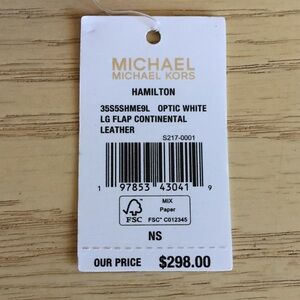 MICHAEL
MICHAEL KORS
HAMILTON
35S5SHME9L OPTIC WHITE
LG FLAP CONTINENTAL
LEATHER
S217-0001
1 97853 43041 9
FSC
MIX
Paper
FSC™ C012345
NS
OUR PRICE $298.00